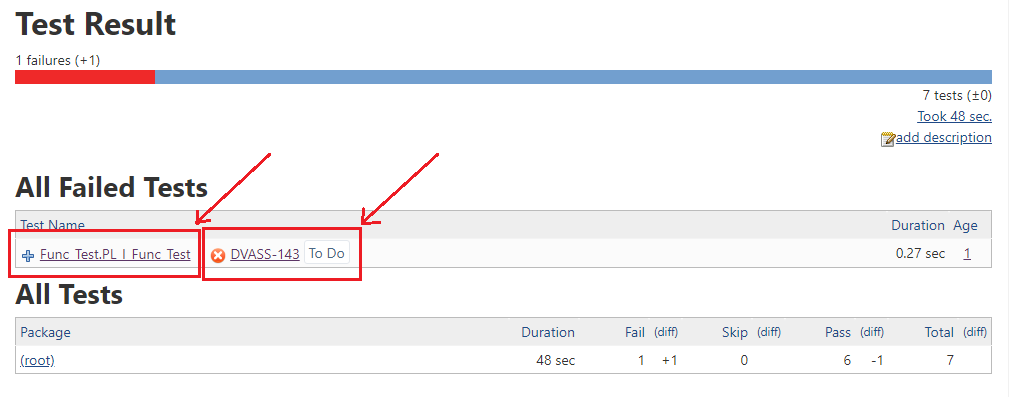 Test Result
1 failures (+1)
7 tests (±0)
Took 48 sec.
add description
All Failed Tests
Test Name Duration Age
Func_Test.PL_I_Func_Test DVASS-143 To Do 0.27 sec 1
All Tests
Package Duration Fail (diff) Skip (diff) Pass (diff) Total (diff)
(root) 48 sec 1 +1 0 6 -1 7